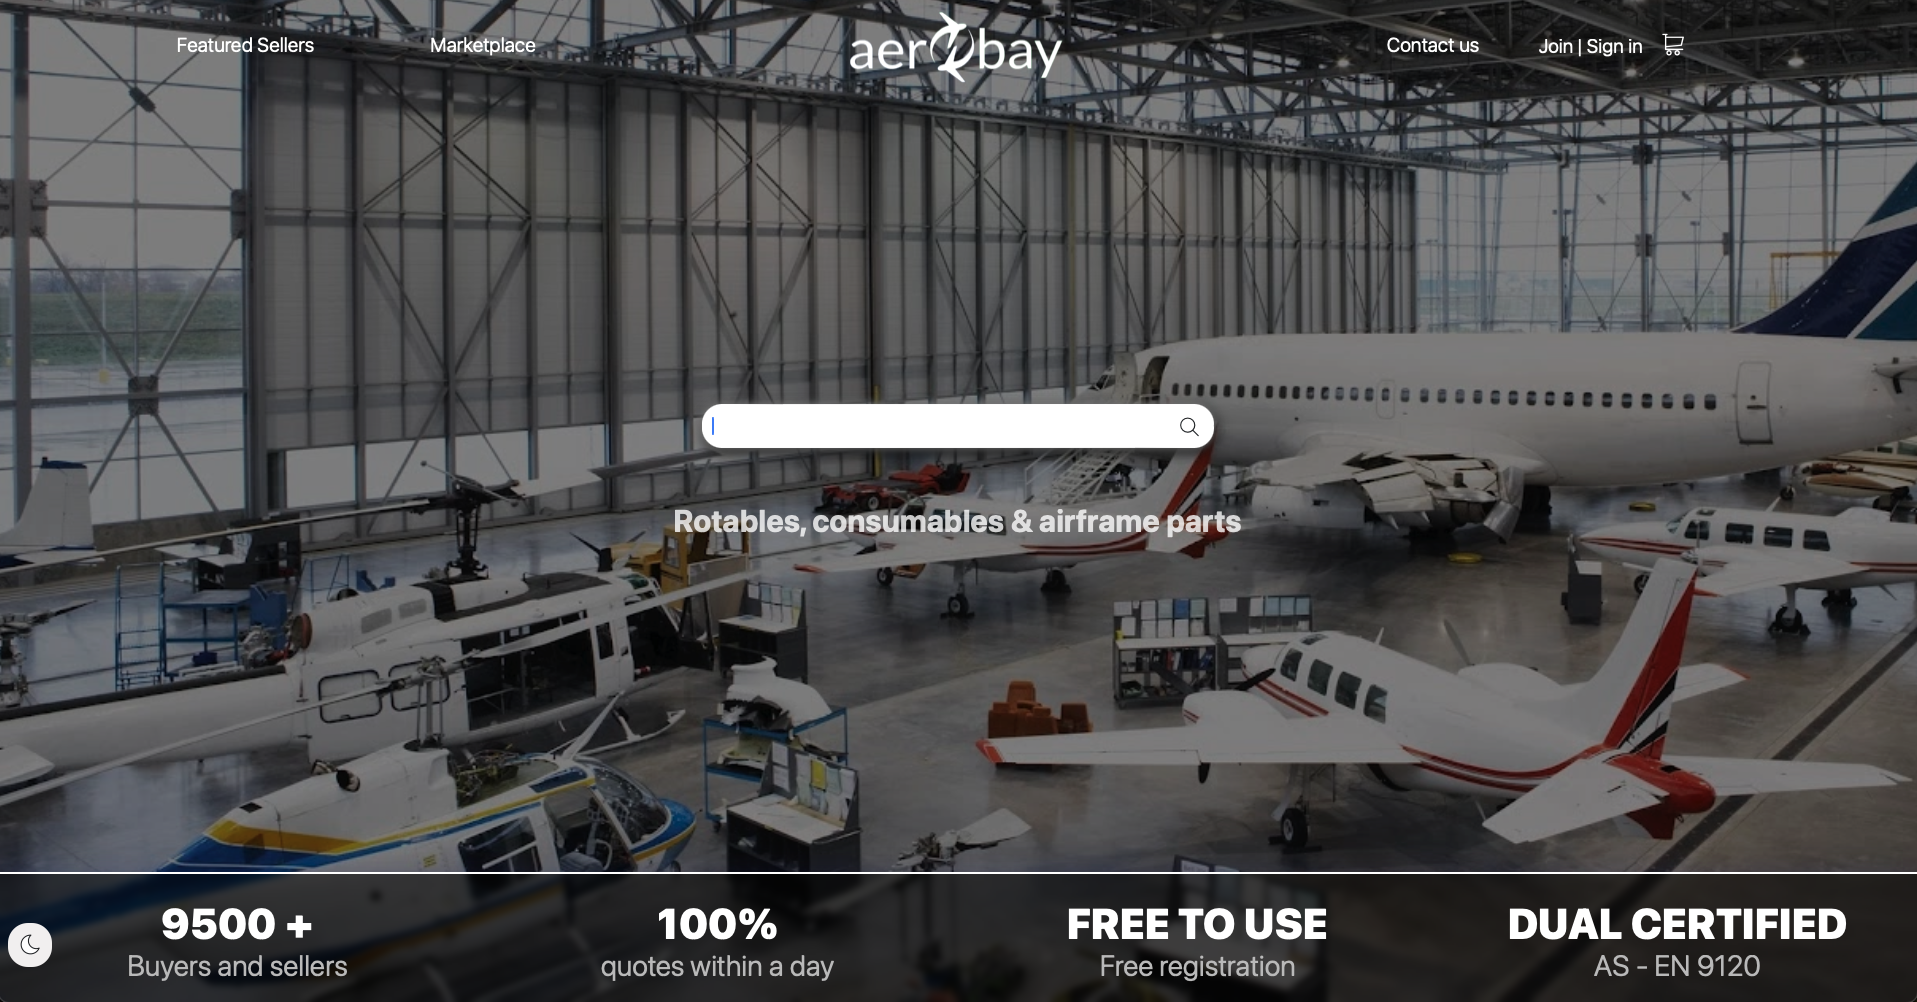 Featured Sellers
Marketplace
aerobay
Contact us
Join | Sign in
Rotables, consumables & airframe parts
9500 +
Buyers and sellers
100%
quotes within a day
FREE TO USE
Free registration
DUAL CERTIFIED
AS - EN 9120